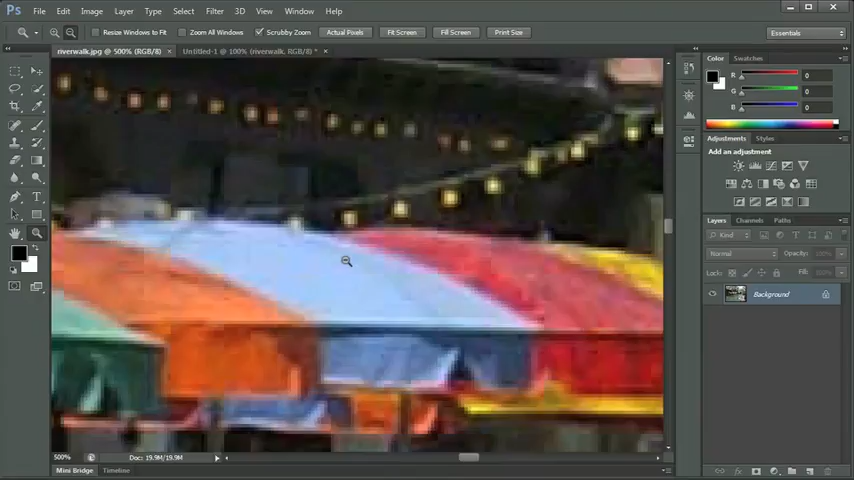 Ps File Edit Image Layer Type Select Filter 3D View Window Help
Resize Windows to Fit Zoom All Windows Scrubby Zoom Actual Pixels Fit Screen Fill Screen Print Size Essentials
riverwalk.jpg @ 500% (RGB/8) × Untitled-1 @ 100% (riverwalk, RGB/8) * ×
Color Swatches
R 0
G 0
B 0
Adjustments Styles
Add an adjustment
Layers Channels Paths
Kind
Normal Opacity: 100%
Lock: Fill: 100%
Background
500% Doc: 19.9M/19.9M
Mini Bridge Timeline